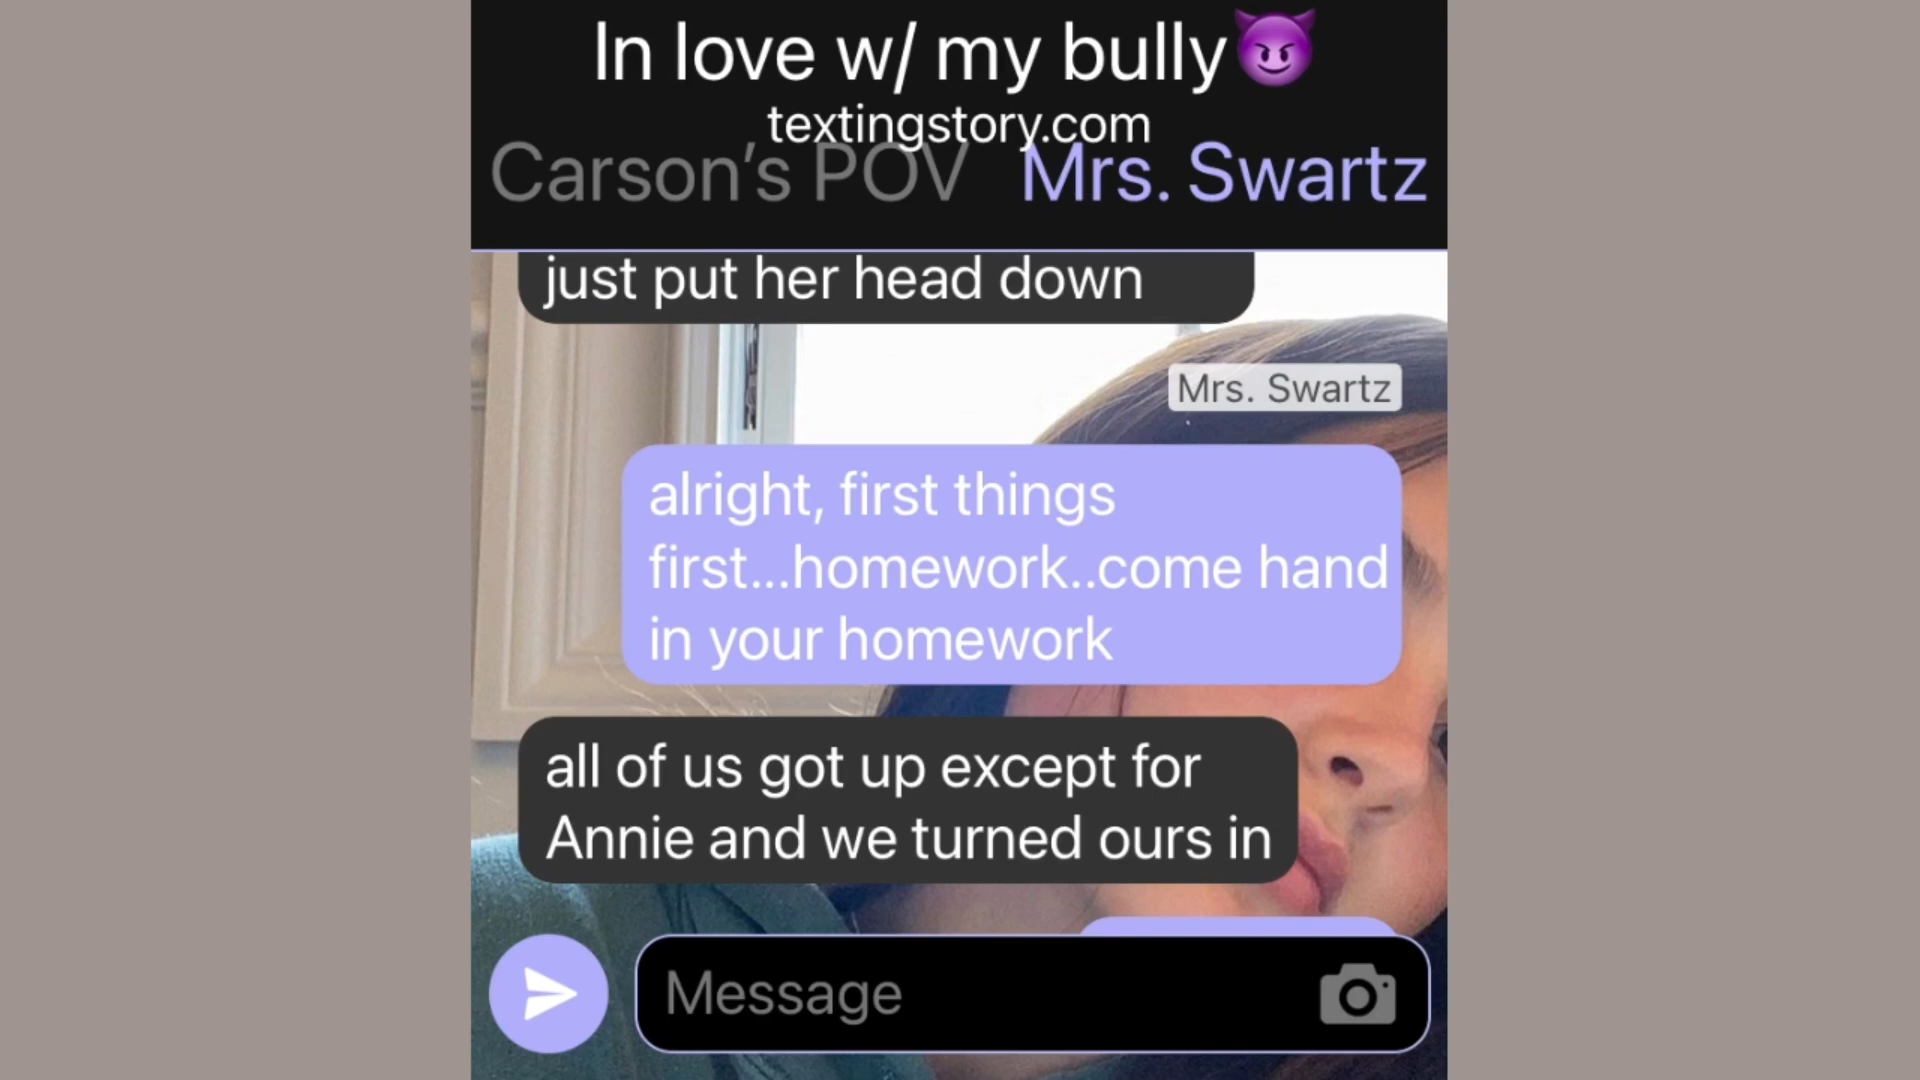 In love w/ my bully😈
textingstory.com
Carson’s POV Mrs. Swartz
just put her head down
Mrs. Swartz
alright, first things
first...homework..come hand
in your homework
all of us got up except for
Annie and we turned ours in
Message